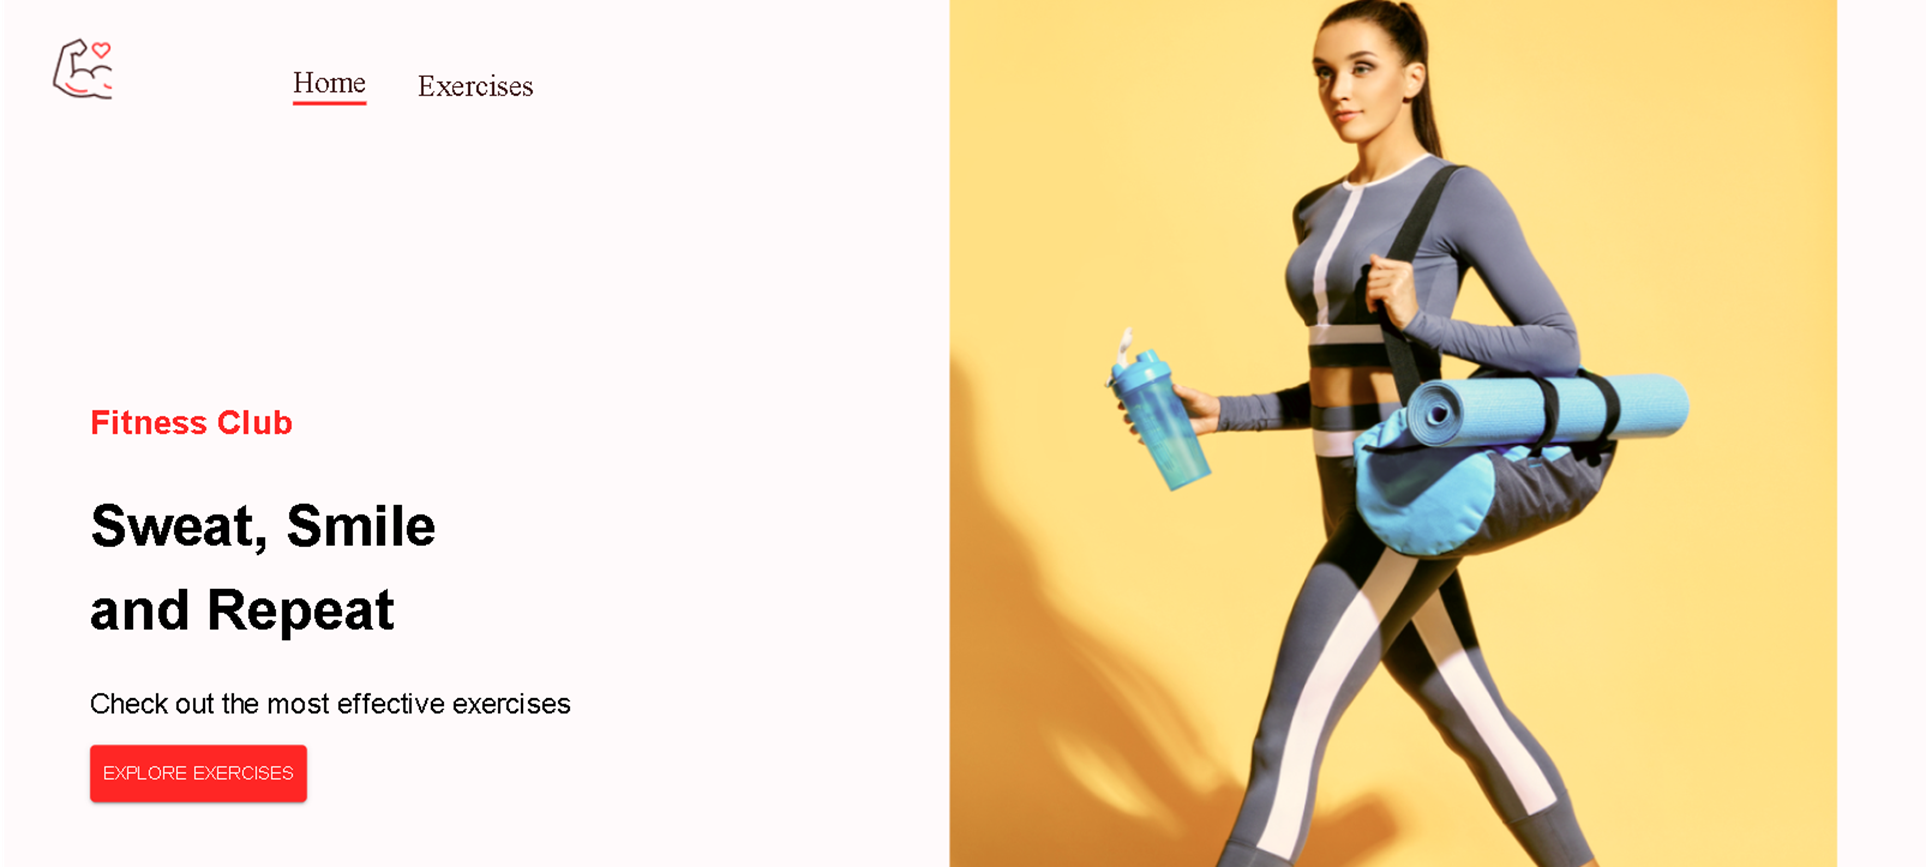 Home
Exercises
Fitness Club
Sweat, Smile
and Repeat
Check out the most effective exercises
EXPLORE EXERCISES